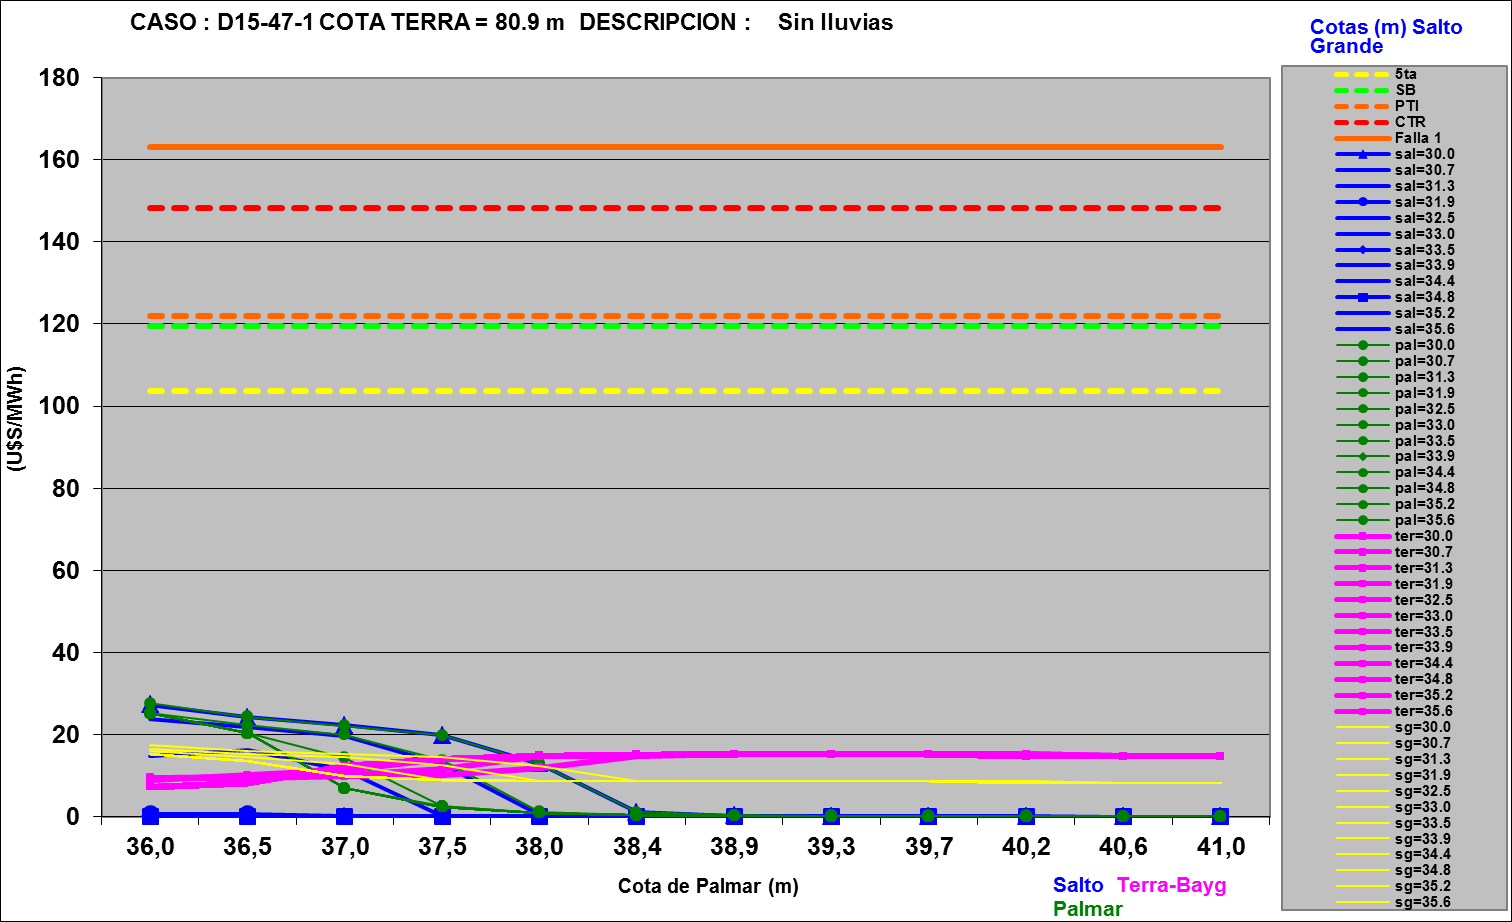 CASO : D15-47-1 COTA TERRA = 80.9 m DESCRIPCION : Sin lluvias
Cotas (m) Salto
Grande
180
160
140
120
100
80
60
40
20
0
(U$S/MWh)
36,0 36,5 37,0 37,5 38,0 38,4 38,9 39,3 39,7 40,2 40,6 41,0
Cota de Palmar (m)
Salto Terra-Bayg
Palmar
5ta
SB
PTI
CTR
Falla 1
sal=30.0
sal=30.7
sal=31.3
sal=31.9
sal=32.5
sal=33.0
sal=33.5
sal=33.9
sal=34.4
sal=34.8
sal=35.2
sal=35.6
pal=30.0
pal=30.7
pal=31.3
pal=31.9
pal=32.5
pal=33.0
pal=33.5
pal=33.9
pal=34.4
pal=34.8
pal=35.2
pal=35.6
ter=30.0
ter=30.7
ter=31.3
ter=31.9
ter=32.5
ter=33.0
ter=33.5
ter=33.9
ter=34.4
ter=34.8
ter=35.2
ter=35.6
sg=30.0
sg=30.7
sg=31.3
sg=31.9
sg=32.5
sg=33.0
sg=33.5
sg=33.9
sg=34.4
sg=34.8
sg=35.2
sg=35.6